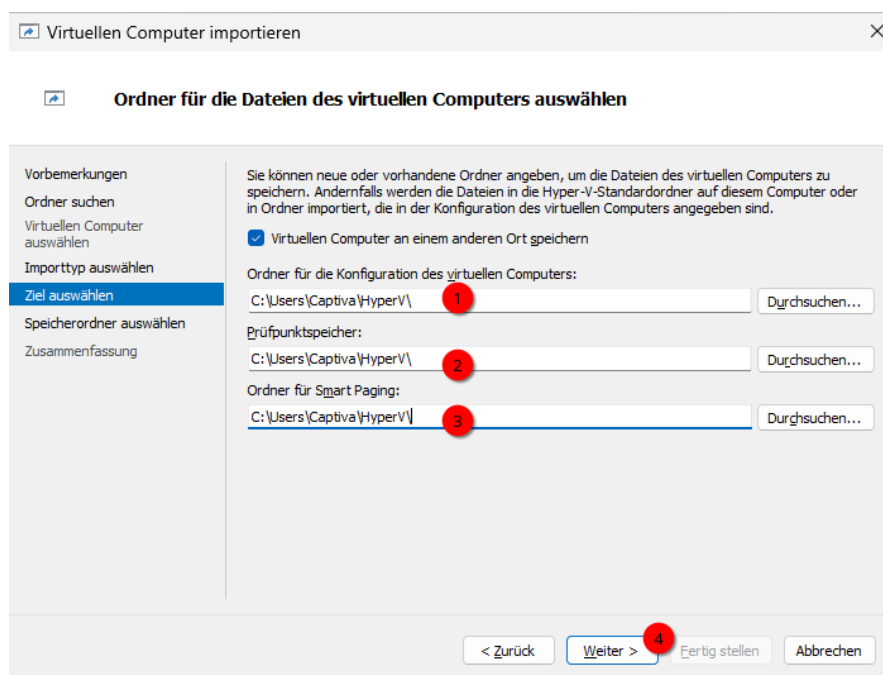 Virtuellen Computer importieren
Ordner für die Dateien des virtuellen Computers auswählen
Vorbemerkungen
Ordner suchen
Virtuellen Computer
auswählen
Importtyp auswählen
Ziel auswählen
Speicherordner auswählen
Zusammenfassung
Sie können neue oder vorhandene Ordner angeben, um die Dateien des virtuellen Computers zu
speichern. Andernfalls werden die Dateien in die Hyper-V-Standardordner auf diesem Computer oder
in Ordner importiert, die in der Konfiguration des virtuellen Computers angegeben sind.
Virtuellen Computer an einem anderen Ort speichern
Ordner für die Konfiguration des virtuellen Computers:
C:\Users\Captiva\HyperV\ 1 Durchsuchen...
Prüfpunktspeicher:
C:\Users\Captiva\HyperV\ 2 Durchsuchen...
Ordner für Smart Paging:
C:\Users\Captiva\HyperV\ 3 Durchsuchen...
< Zurück Weiter > 4 Fertig stellen Abbrechen